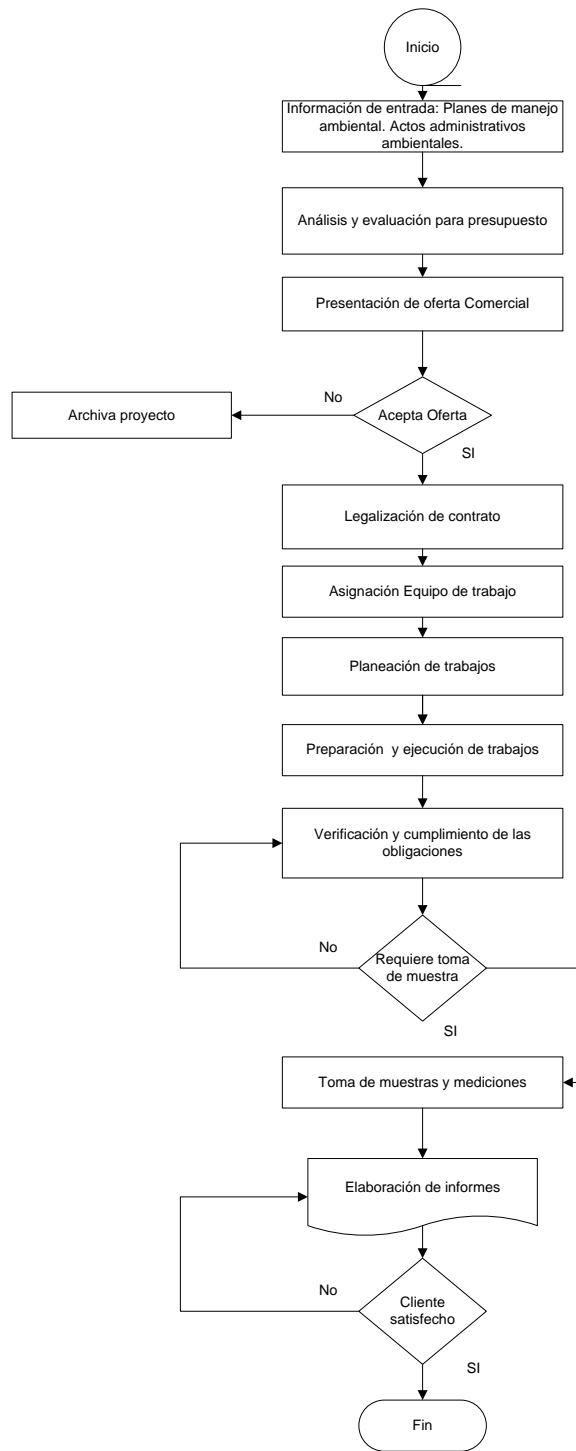 Inicio
Información de entrada: Planes de manejo
ambiental. Actos administrativos
ambientales.
Análisis y evaluación para presupuesto
Presentación de oferta Comercial
No
Archiva proyecto
Acepta Oferta
SI
Legalización de contrato
Asignación Equipo de trabajo
Planeación de trabajos
Preparación y ejecución de trabajos
Verificación y cumplimiento de las
obligaciones
No
Requiere toma
de muestra
SI
Toma de muestras y mediciones
Elaboración de informes
No
Cliente
satisfecho
SI
Fin